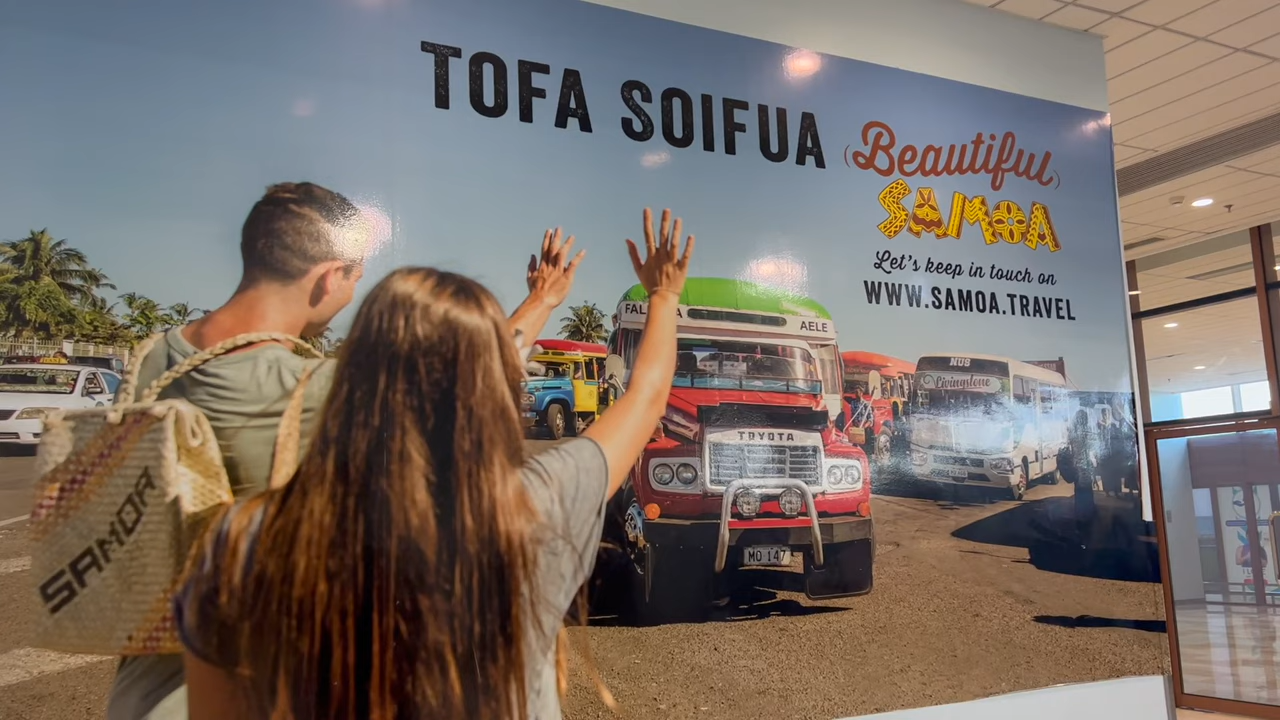 TOFA SOIFUA
Beautiful
SAMOA
Let's keep in touch on
WWW.SAMOA.TRAVEL
AELE
NUS
Livingstone
TOYOTA
MO 147
SAMOA